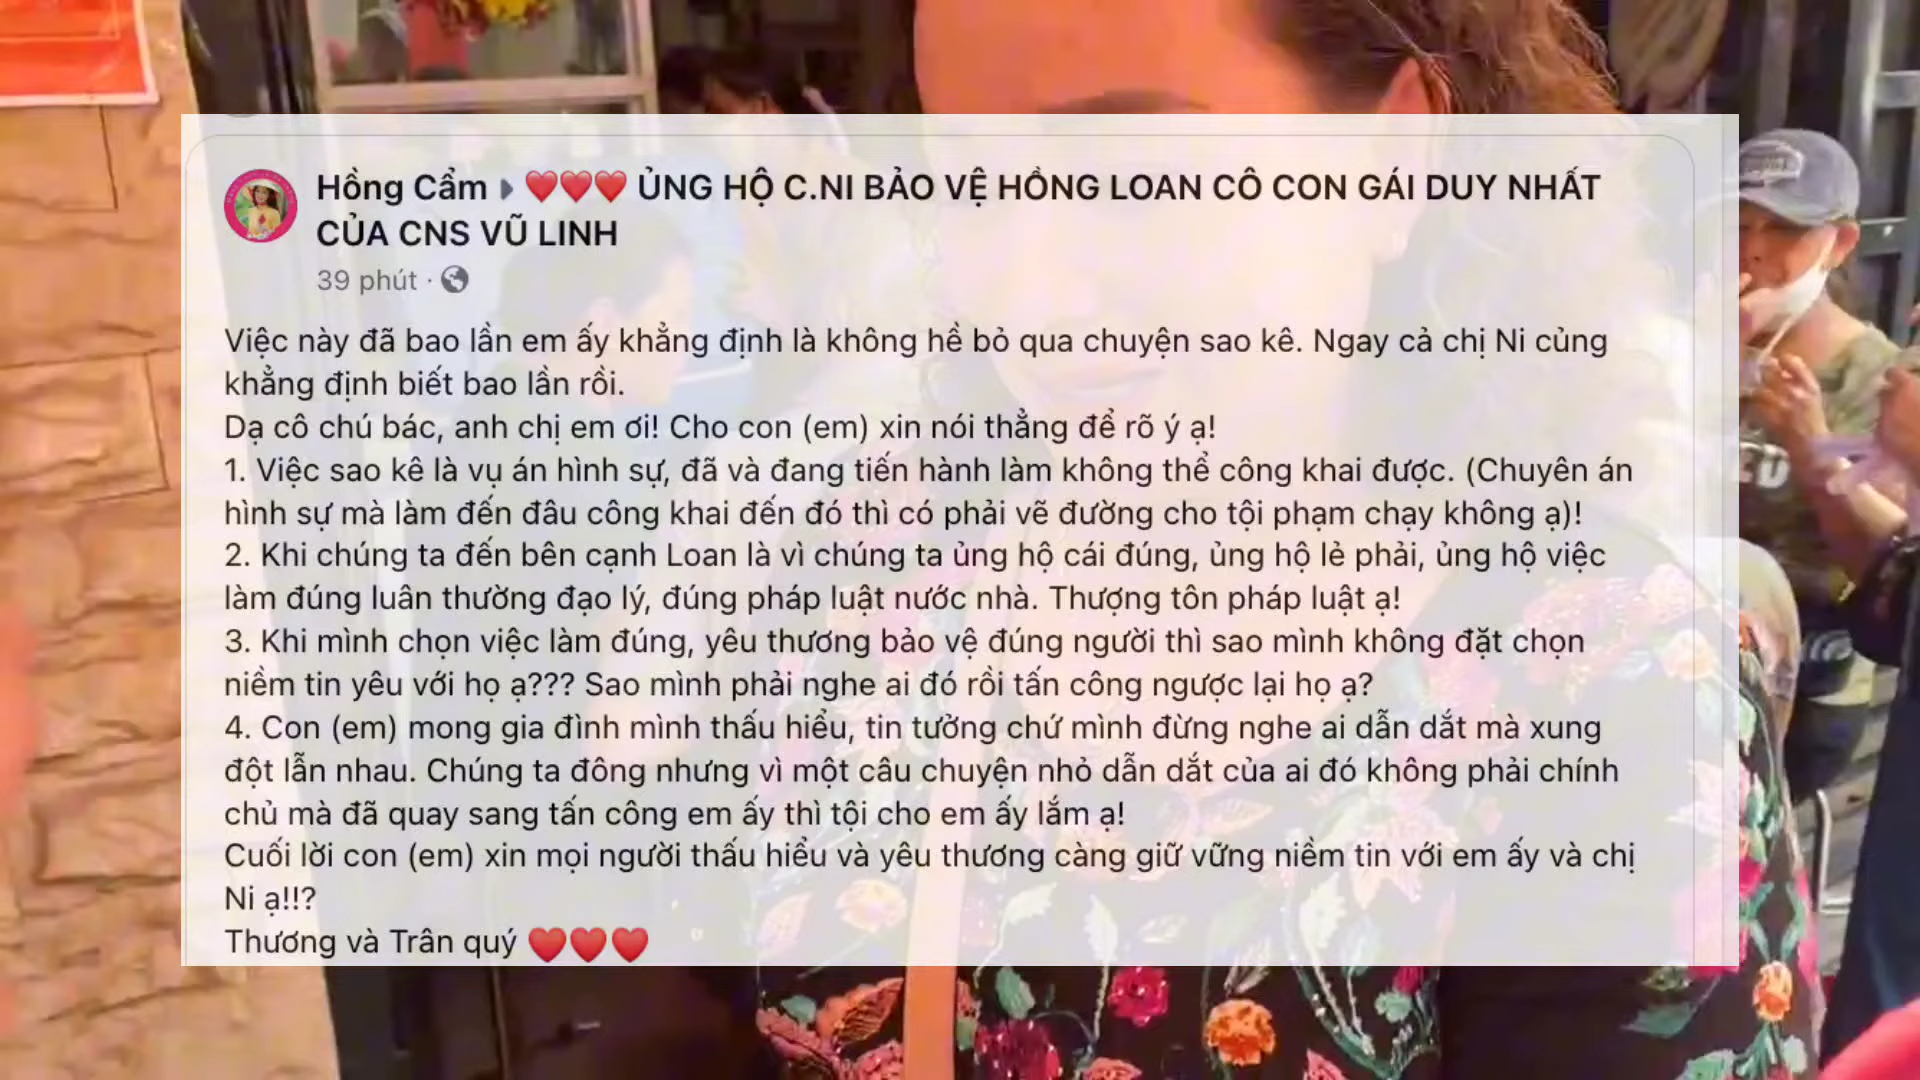 Hồng Cẩm ▸ ❤️❤️❤️ ỦNG HỘ C.NI BẢO VỆ HỒNG LOAN CÔ CON GÁI DUY NHẤT
CỦA CNS VŨ LINH
39 phút ·
Việc này đã bao lần em ấy khẳng định là không hề bỏ qua chuyện sao kê. Ngay cả chị Ni củng
khẳng định biết bao lần rồi.
Dạ cô chú bác, anh chị em ơi! Cho con (em) xin nói thẳng để rõ ý ạ!
1. Việc sao kê là vụ án hình sự, đã và đang tiến hành làm không thể công khai được. (Chuyên án
hình sự mà làm đến đâu công khai đến đó thì có phải vẽ đường cho tội phạm chạy không ạ)!
2. Khi chúng ta đến bên cạnh Loan là vì chúng ta ủng hộ cái đúng, ủng hộ lẻ phải, ủng hộ việc
làm đúng luân thường đạo lý, đúng pháp luật nước nhà. Thượng tôn pháp luật ạ!
3. Khi mình chọn việc làm đúng, yêu thương bảo vệ đúng người thì sao mình không đặt chọn
niềm tin yêu với họ ạ??? Sao mình phải nghe ai đó rồi tấn công ngược lại họ ạ?
4. Con (em) mong gia đình mình thấu hiểu, tin tưởng chứ mình đừng nghe ai dẫn dắt mà xung
đột lẫn nhau. Chúng ta đông nhưng vì một câu chuyện nhỏ dẫn dắt của ai đó không phải chính
chủ mà đã quay sang tấn công em ấy thì tội cho em ấy lắm ạ!
Cuối lời con (em) xin mọi người thấu hiểu và yêu thương càng giữ vững niềm tin với em ấy và chị
Ni ạ!!?
Thương và Trân quý ❤️❤️❤️